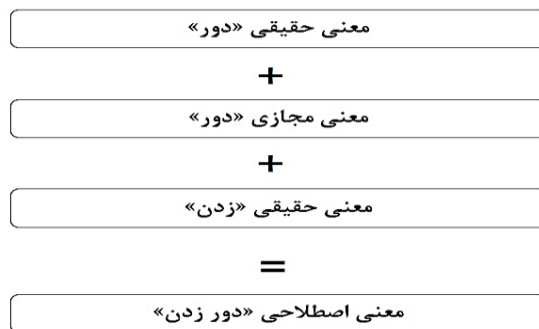 معنی حقیقی «دور»
+
معنی مجازی «دور»
+
معنی حقیقی «زدن»
=
معنی اصطلاحی «دور زدن»